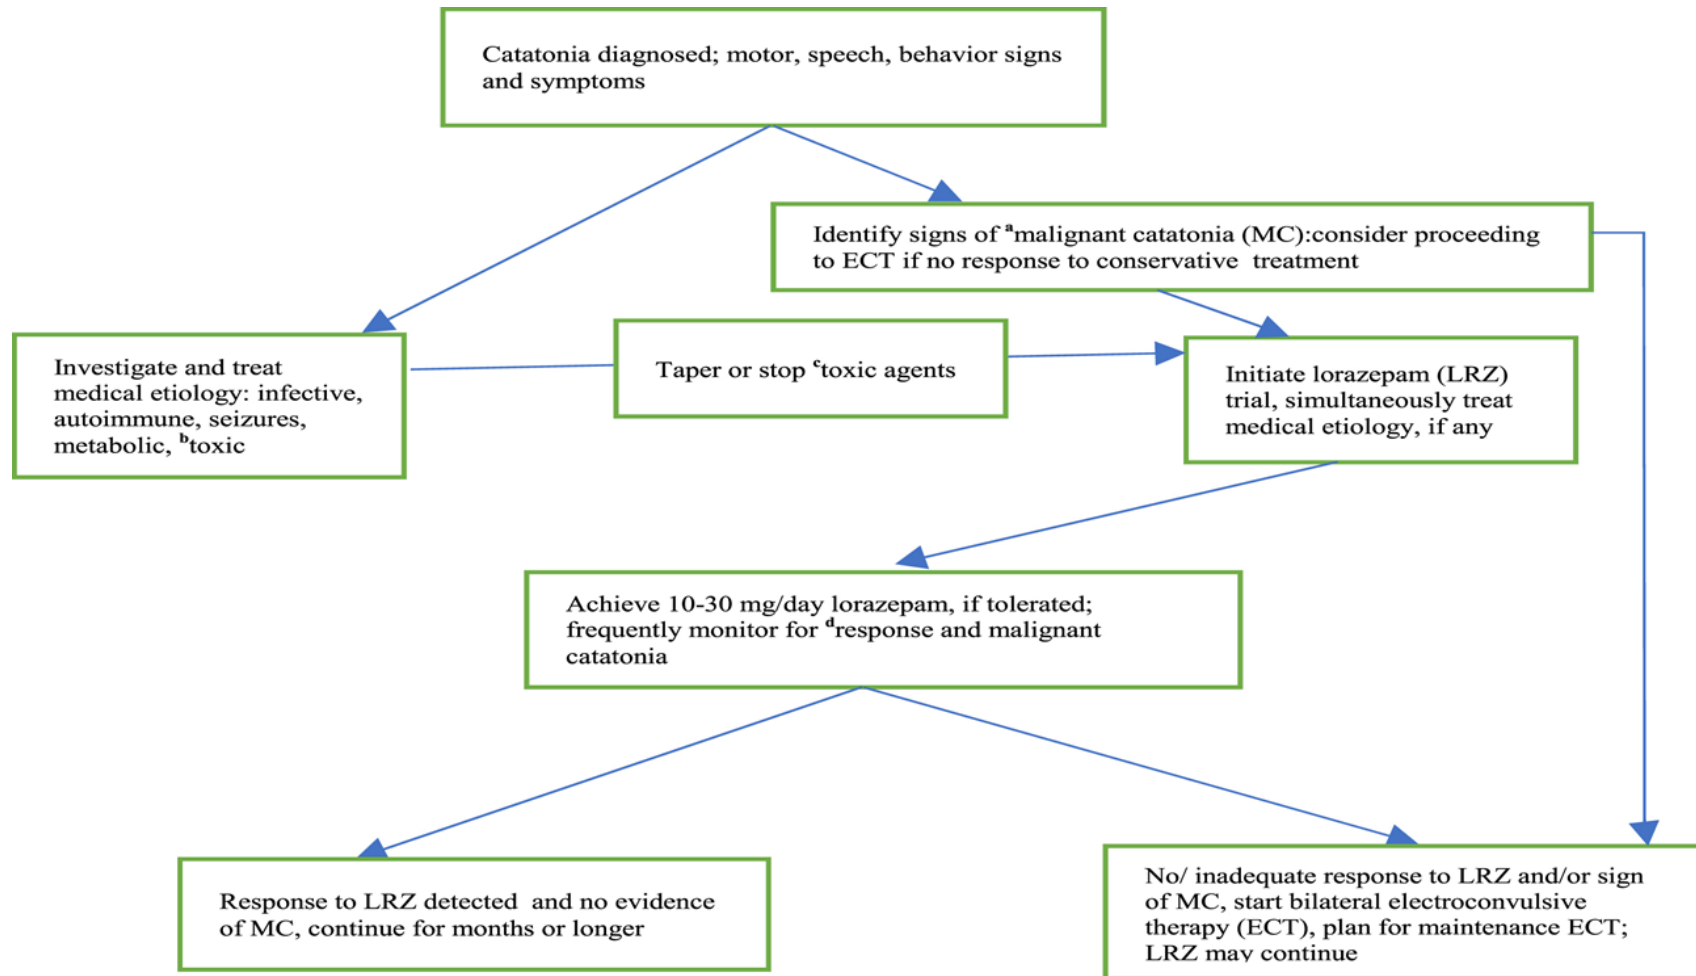 Catatonia diagnosed; motor, speech, behavior signs
and symptoms
Identify signs of ᵃmalignant catatonia (MC):consider proceeding
to ECT if no response to conservative treatment
Investigate and treat
medical etiology: infective,
autoimmune, seizures,
metabolic, ᵇtoxic
Taper or stop ᶜtoxic agents
Initiate lorazepam (LRZ)
trial, simultaneously treat
medical etiology, if any
Achieve 10-30 mg/day lorazepam, if tolerated;
frequently monitor for ᵈresponse and malignant
catatonia
Response to LRZ detected and no evidence
of MC, continue for months or longer
No/ inadequate response to LRZ and/or sign
of MC, start bilateral electroconvulsive
therapy (ECT), plan for maintenance ECT;
LRZ may continue